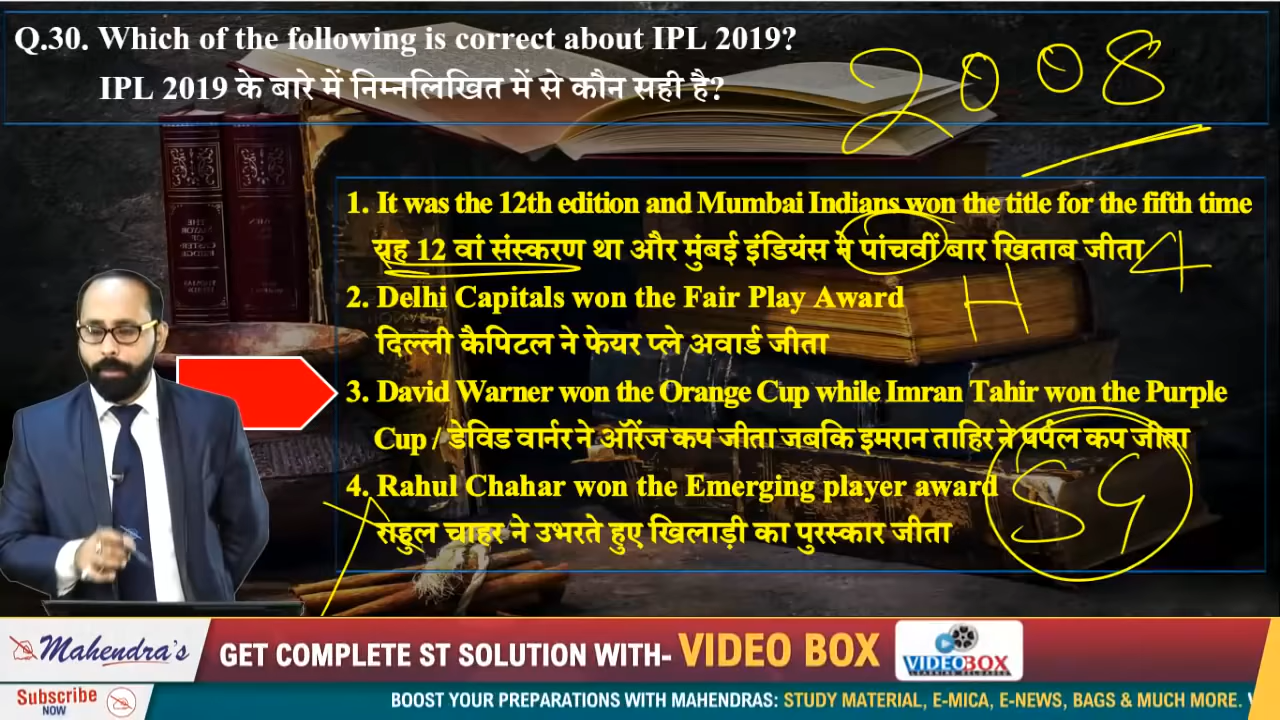 Q.30. Which of the following is correct about IPL 2019?
IPL 2019 के बारे में निम्नलिखित में से कौन सही है?
2008
1. It was the 12th edition and Mumbai Indians won the title for the fifth time
यह 12 वां संस्करण था और मुंबई इंडियंस ने पांचवीं बार खिताब जीता
4
2. Delhi Capitals won the Fair Play Award
H
दिल्ली कैपिटल ने फेयर प्ले अवार्ड जीता
3. David Warner won the Orange Cup while Imran Tahir won the Purple
Cup / डेविड वार्नर ने ऑरेंज कप जीता जबकि इमरान ताहिर ने पर्पल कप जीता
4. Rahul Chahar won the Emerging player award
SG
राहुल चाहर ने उभरते हुए खिलाड़ी का पुरस्कार जीता
Mahendra's
GET COMPLETE ST SOLUTION WITH- VIDEO BOX
VIDEOBOX
LEARNING RELOADED
Subscribe
NOW
BOOST YOUR PREPARATIONS WITH MAHENDRAS: STUDY MATERIAL, E-MICA, E-NEWS, BAGS & MUCH MORE.